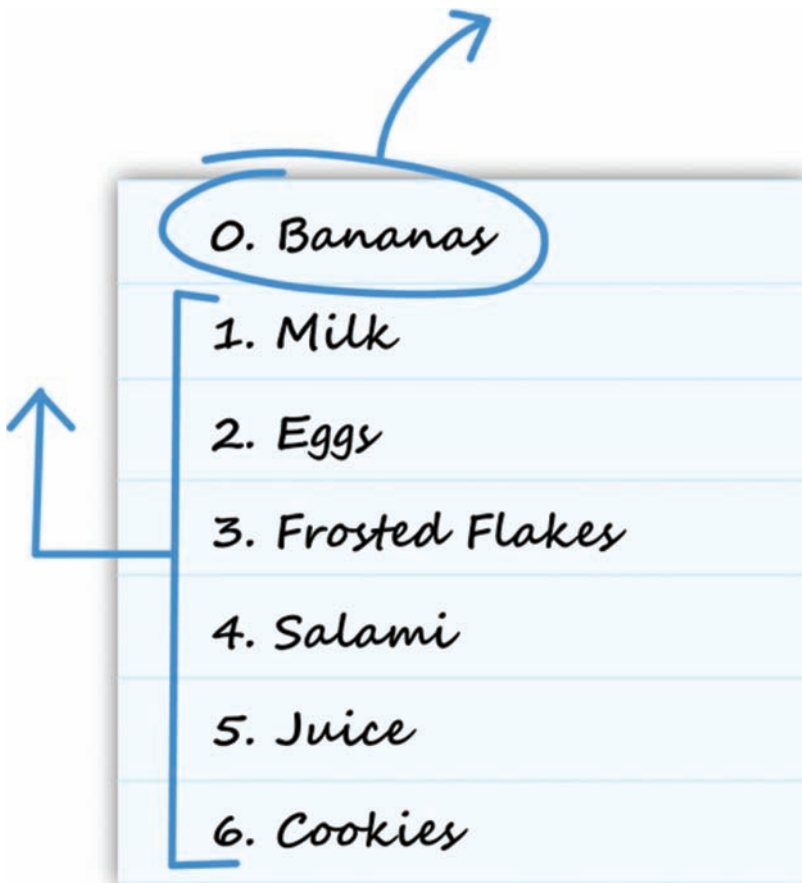 0. Bananas
1. Milk
2. Eggs
3. Frosted Flakes
4. Salami
5. Juice
6. Cookies